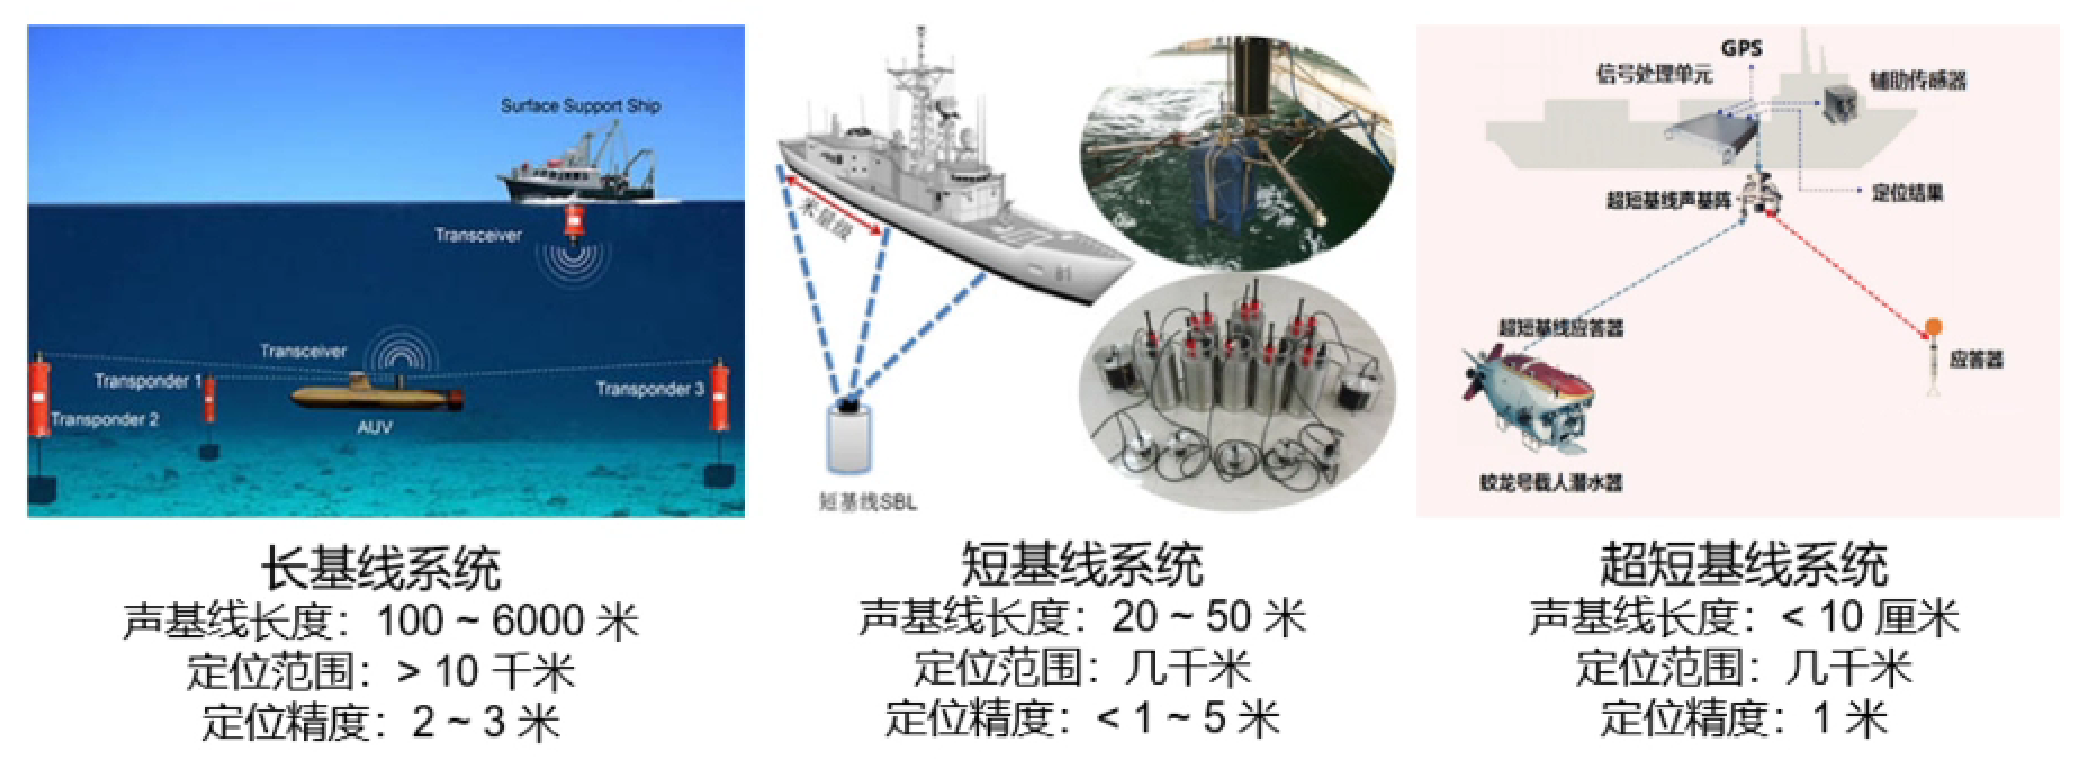 Surface Support Ship
Transceiver
Transceiver
Transponder 1
Transponder 2
Transponder 3
AUV
长基线系统
声基线长度：100 ~ 6000 米
定位范围：> 10 千米
定位精度：2 ~ 3 米
米量级
81
短基线SBL
短基线系统
声基线长度：20 ~ 50 米
定位范围：几千米
定位精度：< 1 ~ 5 米
GPS
信号处理单元
辅助传感器
超短基线声基阵
定位结果
超短基线应答器
应答器
蛟龙号载人潜水器
超短基线系统
声基线长度：< 10 厘米
定位范围：几千米
定位精度：1 米